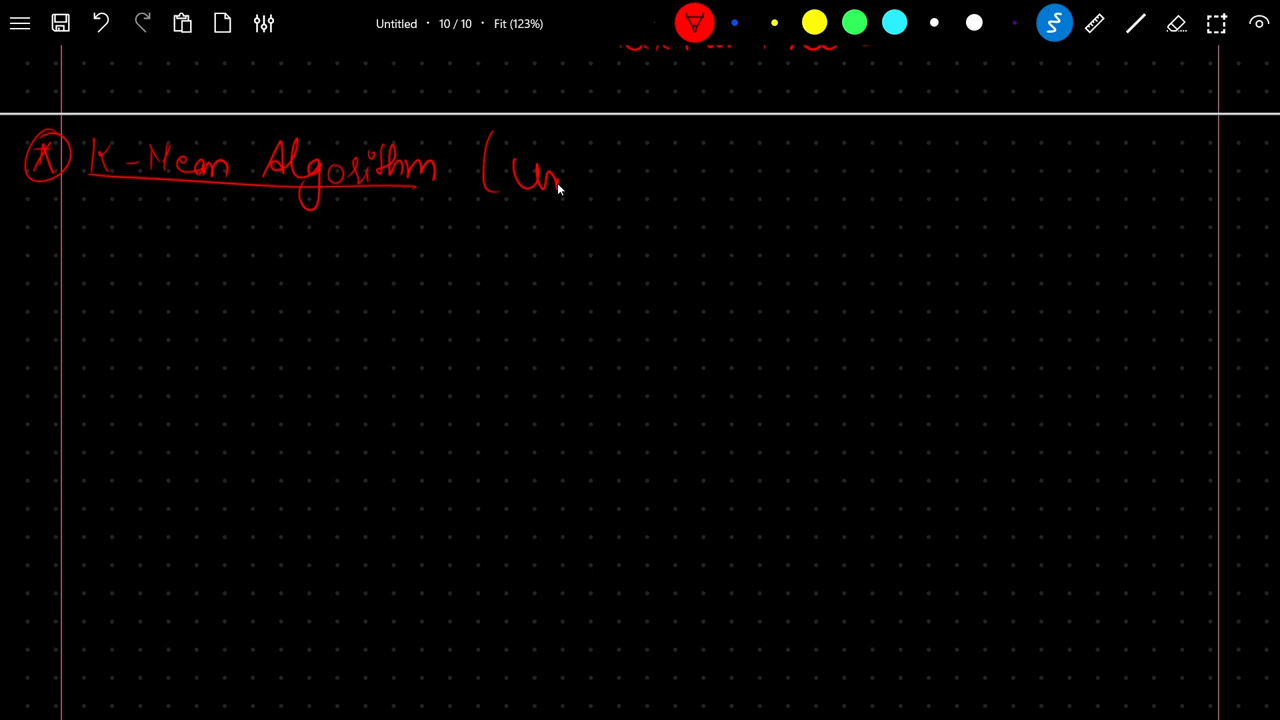 Untitled • 10 / 10 • Fit (123%)
K-Mean Algorithm (Un